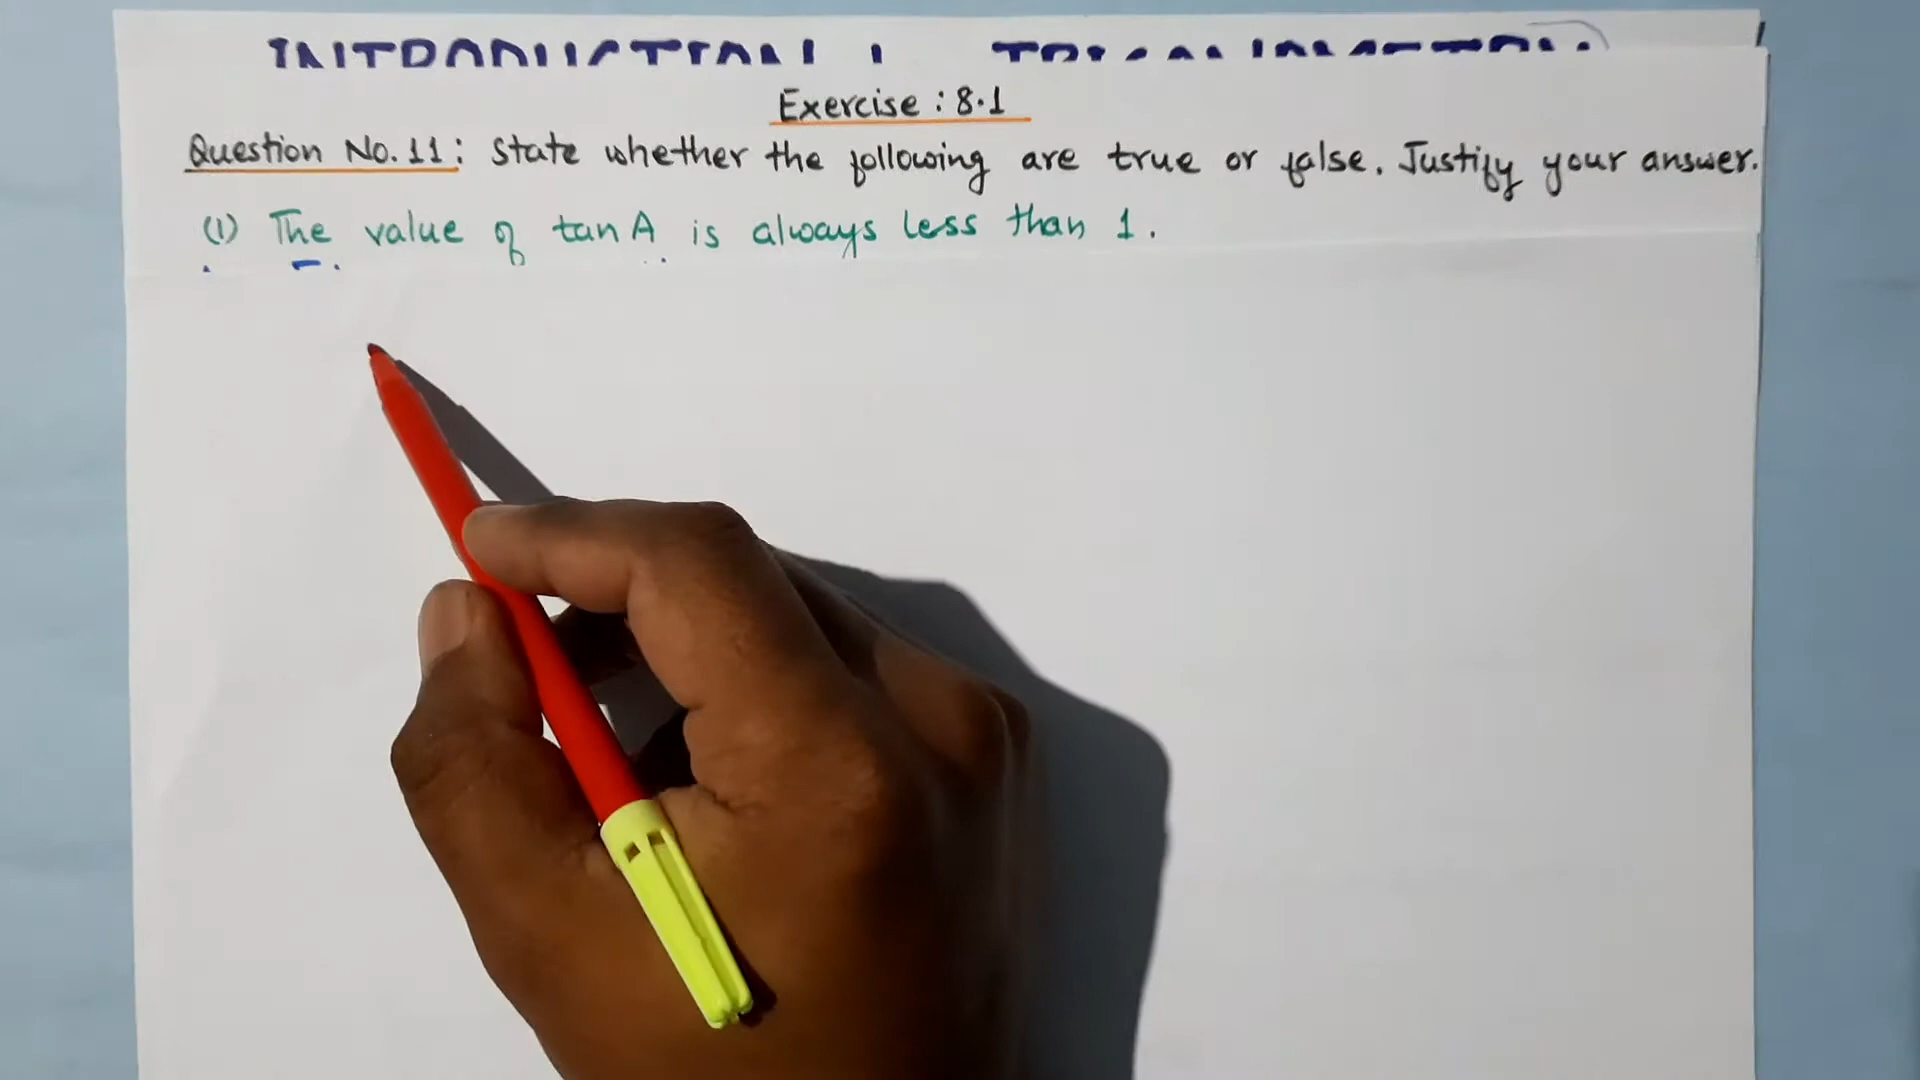 Exercise : 8.1
Question No. 11 : State whether the following are true or false. Justify your answer.
(1) The value of tan A is always less than 1.